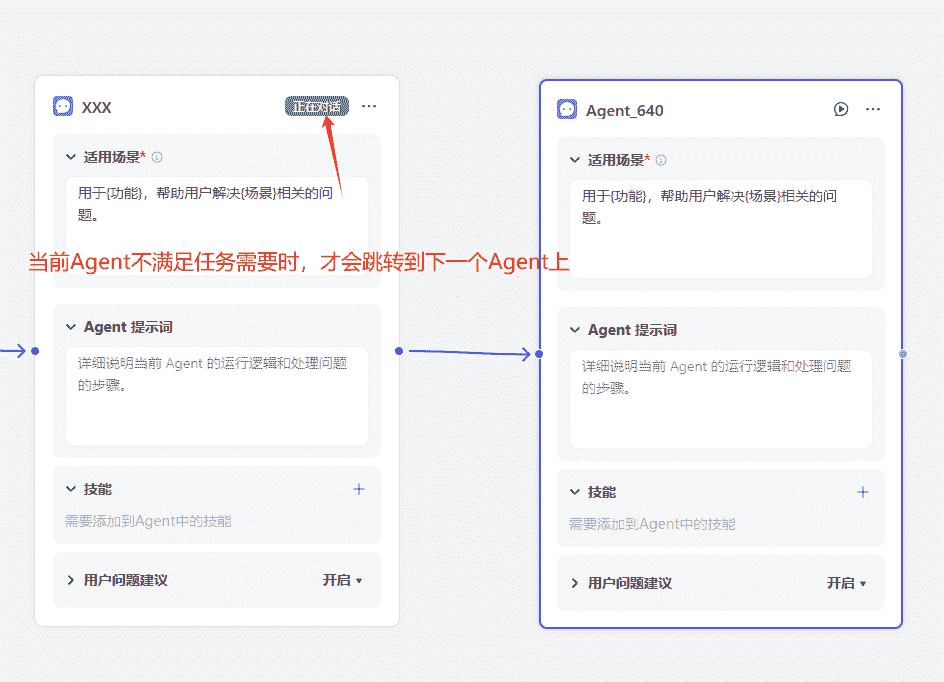 XXX
正在对话
适用场景*
用于{功能}，帮助用户解决{场景}相关的问
题。
当前Agent不满足任务需要时，才会跳转到下一个Agent上
Agent 提示词
详细说明当前 Agent 的运行逻辑和处理问题
的步骤。
技能
需要添加到Agent中的技能
用户问题建议
开启
Agent_640
适用场景*
用于{功能}，帮助用户解决{场景}相关的问
题。
Agent 提示词
详细说明当前 Agent 的运行逻辑和处理问题
的步骤。
技能
需要添加到Agent中的技能
用户问题建议
开启